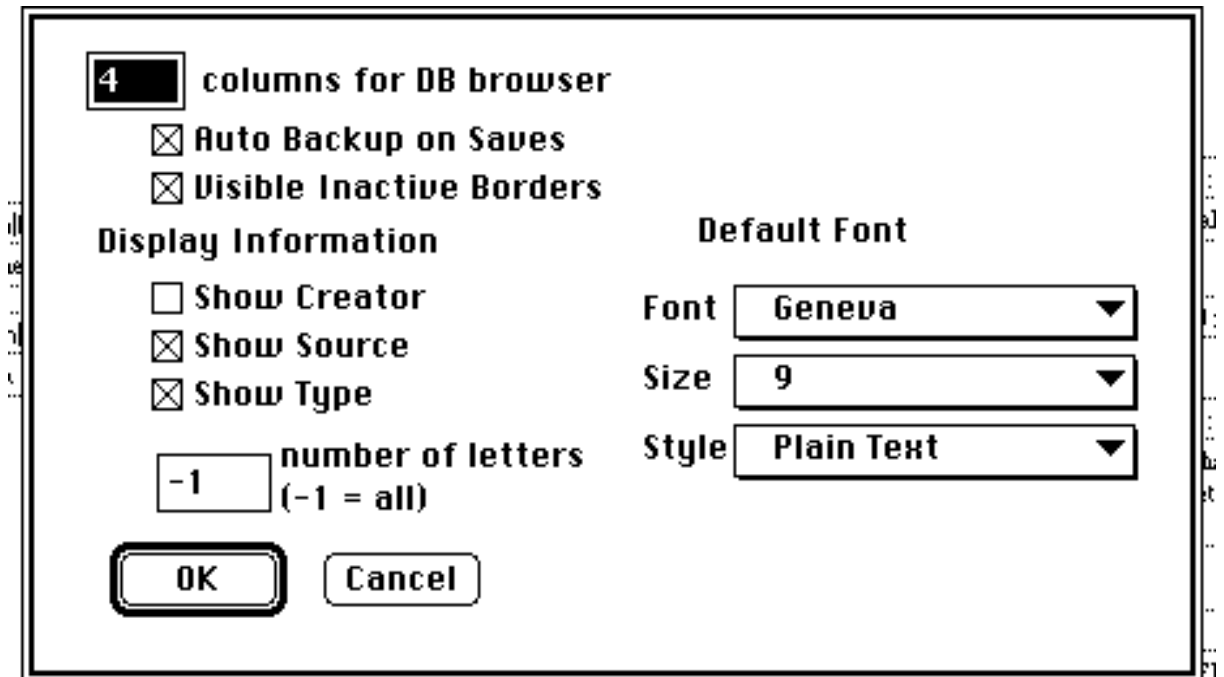 4 columns for DB browser
Auto Backup on Saves
Visible Inactive Borders
Display Information
Show Creator
Show Source
Show Type
-1 number of letters
(-1 = all)
Default Font
Font Geneva
Size 9
Style Plain Text
OK Cancel